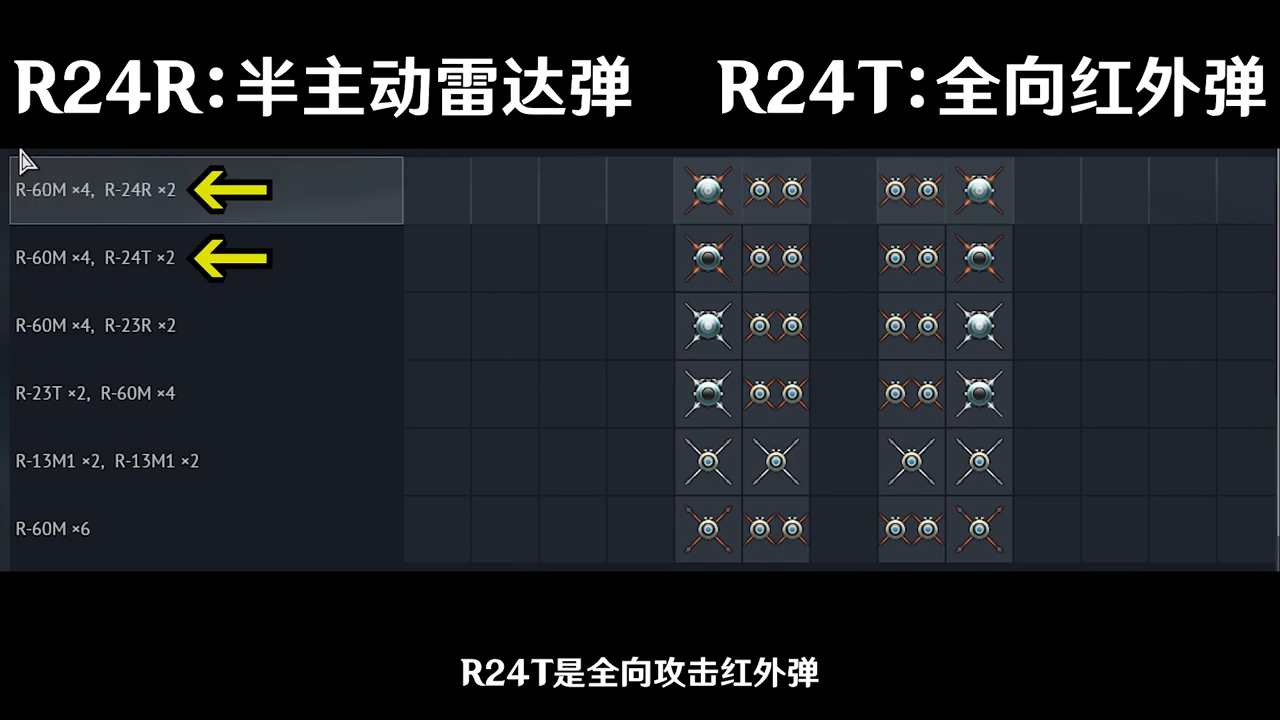 R24R:半主动雷达弹 R24T:全向红外弹
R-60M ×4, R-24R ×2
R-60M ×4, R-24T ×2
R-60M ×4, R-23R ×2
R-23T ×2, R-60M ×4
R-13M1 ×2, R-13M1 ×2
R-60M ×6
R24T是全向攻击红外弹